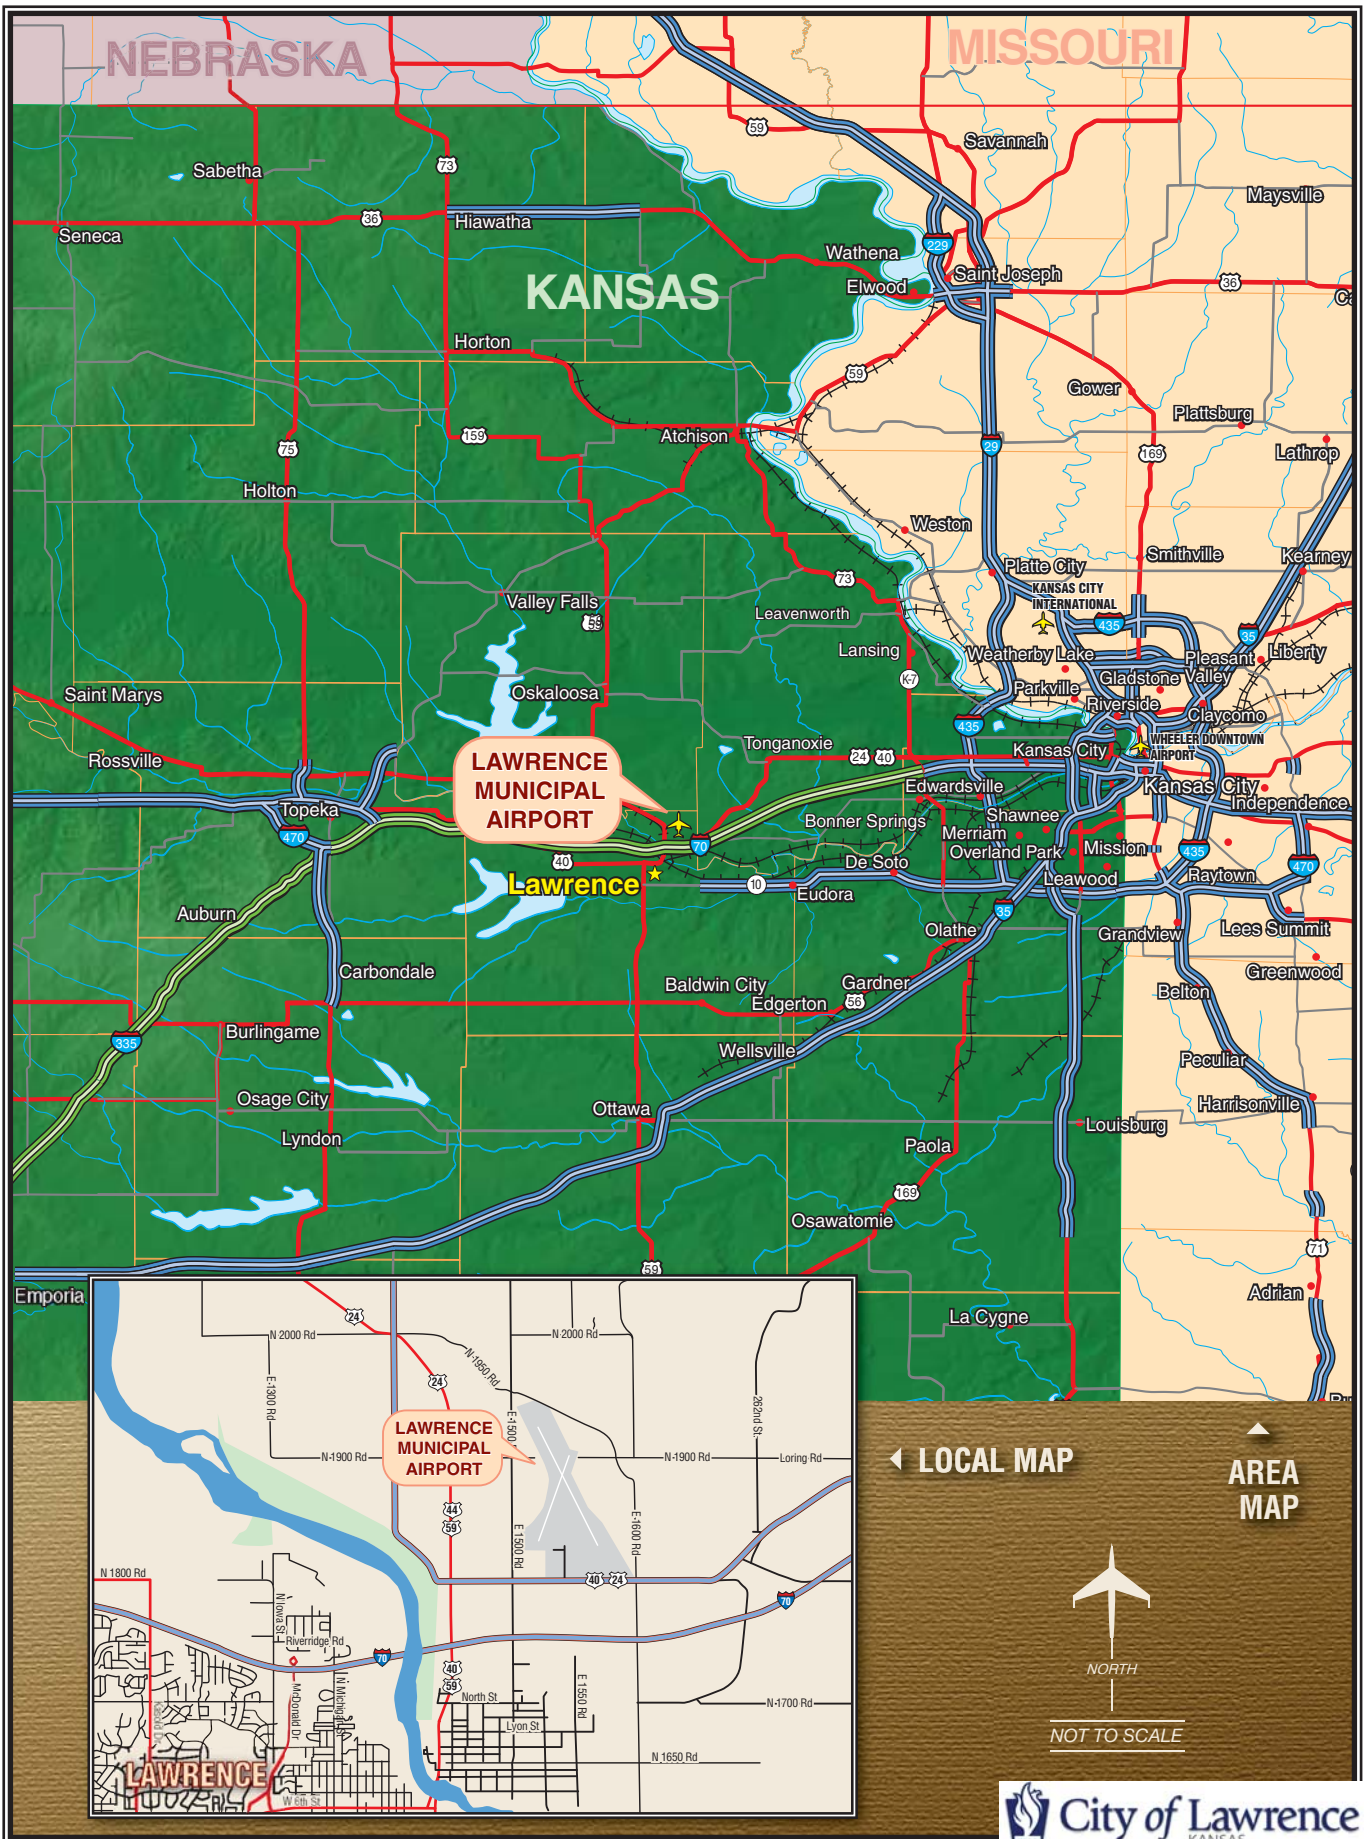 NEBRASKA
MISSOURI
59
Savannah
73
Sabetha
Maysville
36
Hiawatha
Seneca
229
Wathena
Saint Joseph
KANSAS
Elwood
36
Horton
59
Gower
Plattsburg
159
Atchison
75
29
169
Lathrop
Holton
Weston
Smithville
Kearney
Platte City
73
KANSAS CITY
INTERNATIONAL
Valley Falls
59
Leavenworth
435
35
Lansing
Weatherby Lake
Pleasant
Valley
Liberty
K-7
Gladstone
Saint Marys
Oskaloosa
Parkville
Riverside
435
Claycomo
Tonganoxie
24
40
Kansas City
WHEELER DOWNTOWN
AIRPORT
Rossville
LAWRENCE
MUNICIPAL
AIRPORT
Edwardsville
Kansas City
Topeka
Independence
470
Bonner Springs
Shawnee
Merriam
70
Overland Park
Mission
435
40
De Soto
470
Lawrence
10
Eudora
Leawood
Raytown
35
Auburn
Olathe
Grandview
Lees Summit
Carbondale
Greenwood
Baldwin City
Gardner
Edgerton
56
Belton
Burlingame
335
Wellsville
Peculiar
Osage City
Harrisonville
Ottawa
Lyndon
Louisburg
Paola
169
Osawatomie
71
59
Emporia
Adrian
La Cygne
24
N 2000 Rd
N 2000 Rd
N-1950 Rd
24
E-1300 Rd
E-1500
262nd St.
LAWRENCE
MUNICIPAL
AIRPORT
N-1900 Rd
N-1900 Rd
Loring Rd
44
59
E 1500 Rd
E-1600 Rd
N 1800 Rd
40
24
70
N Iowa St
Riverridge Rd
70
40
59
McDonald Dr
N Michigan St
Kasold Dr
North St
E 1550 Rd
N-1700 Rd
Lyon St
N 1650 Rd
LAWRENCE
W 6th St
LOCAL MAP
AREA
MAP
NORTH
NOT TO SCALE
City of Lawrence
KANSAS